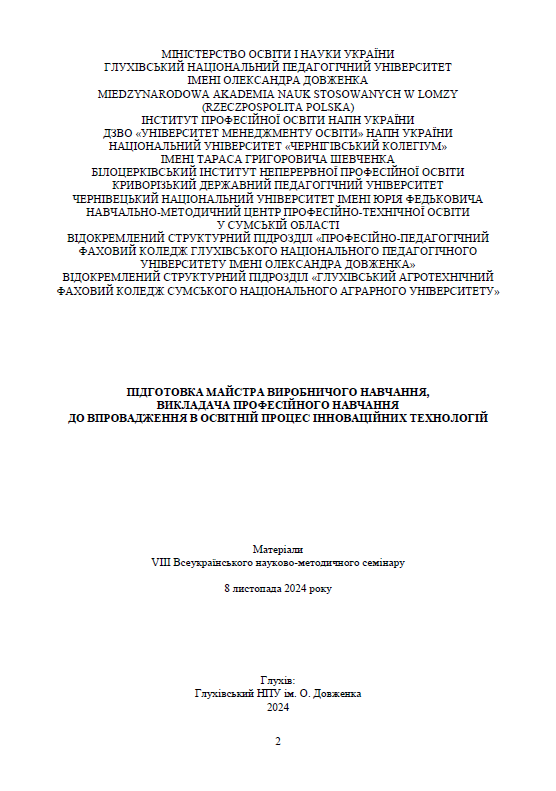 МІНІСТЕРСТВО ОСВІТИ І НАУКИ УКРАЇНИ
ГЛУХІВСЬКИЙ НАЦІОНАЛЬНИЙ ПЕДАГОГІЧНИЙ УНІВЕРСИТЕТ
ІМЕНІ ОЛЕКСАНДРА ДОВЖЕНКА
MIEDZYNARODOWA AKADEMIA NAUK STOSOWANYCH W LOMZY
(RZECZPOSPOLITA POLSKA)
ІНСТИТУТ ПРОФЕСІЙНОЇ ОСВІТИ НАПН УКРАЇНИ
ДЗВО «УНІВЕРСИТЕТ МЕНЕДЖМЕНТУ ОСВІТИ» НАПН УКРАЇНИ
НАЦІОНАЛЬНИЙ УНІВЕРСИТЕТ «ЧЕРНІГІВСЬКИЙ КОЛЕГІУМ»
ІМЕНІ ТАРАСА ГРИГОРОВИЧА ШЕВЧЕНКА
БІЛОЦЕРКІВСЬКИЙ ІНСТИТУТ НЕПЕРЕРВНОЇ ПРОФЕСІЙНОЇ ОСВІТИ
КРИВОРІЗЬКИЙ ДЕРЖАВНИЙ ПЕДАГОГІЧНИЙ УНІВЕРСИТЕТ
ЧЕРНІВЕЦЬКИЙ НАЦІОНАЛЬНИЙ УНІВЕРСИТЕТ ІМЕНІ ЮРІЯ ФЕДЬКОВИЧА
НАВЧАЛЬНО-МЕТОДИЧНИЙ ЦЕНТР ПРОФЕСІЙНО-ТЕХНІЧНОЇ ОСВІТИ
У СУМСЬКІЙ ОБЛАСТІ
ВІДОКРЕМЛЕНИЙ СТРУКТУРНИЙ ПІДРОЗДІЛ «ПРОФЕСІЙНО-ПЕДАГОГІЧНИЙ
ФАХОВИЙ КОЛЕДЖ ГЛУХІВСЬКОГО НАЦІОНАЛЬНОГО ПЕДАГОГІЧНОГО
УНІВЕРСИТЕТУ ІМЕНІ ОЛЕКСАНДРА ДОВЖЕНКА»
ВІДОКРЕМЛЕНИЙ СТРУКТУРНИЙ ПІДРОЗДІЛ «ГЛУХІВСЬКИЙ АГРОТЕХНІЧНИЙ
ФАХОВИЙ КОЛЕДЖ СУМСЬКОГО НАЦІОНАЛЬНОГО АГРАРНОГО УНІВЕРСИТЕТУ»
ПІДГОТОВКА МАЙСТРА ВИРОБНИЧОГО НАВЧАННЯ,
ВИКЛАДАЧА ПРОФЕСІЙНОГО НАВЧАННЯ
ДО ВПРОВАДЖЕННЯ В ОСВІТНІЙ ПРОЦЕС ІННОВАЦІЙНИХ ТЕХНОЛОГІЙ
Матеріали
VIII Всеукраїнського науково-методичного семінару
8 листопада 2024 року
Глухів:
Глухівський НПУ ім. О. Довженка
2024
2